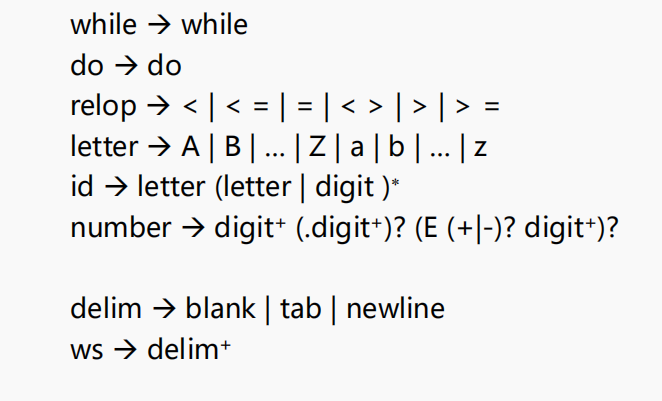 while → while
do → do
relop → < | < = | = | < > | > | > =
letter → A | B | ... | Z | a | b | ... | z
id → letter (letter | digit )*
number → digit⁺ (.digit⁺)? (E (+|-)? digit⁺)?
delim → blank | tab | newline
ws → delim⁺